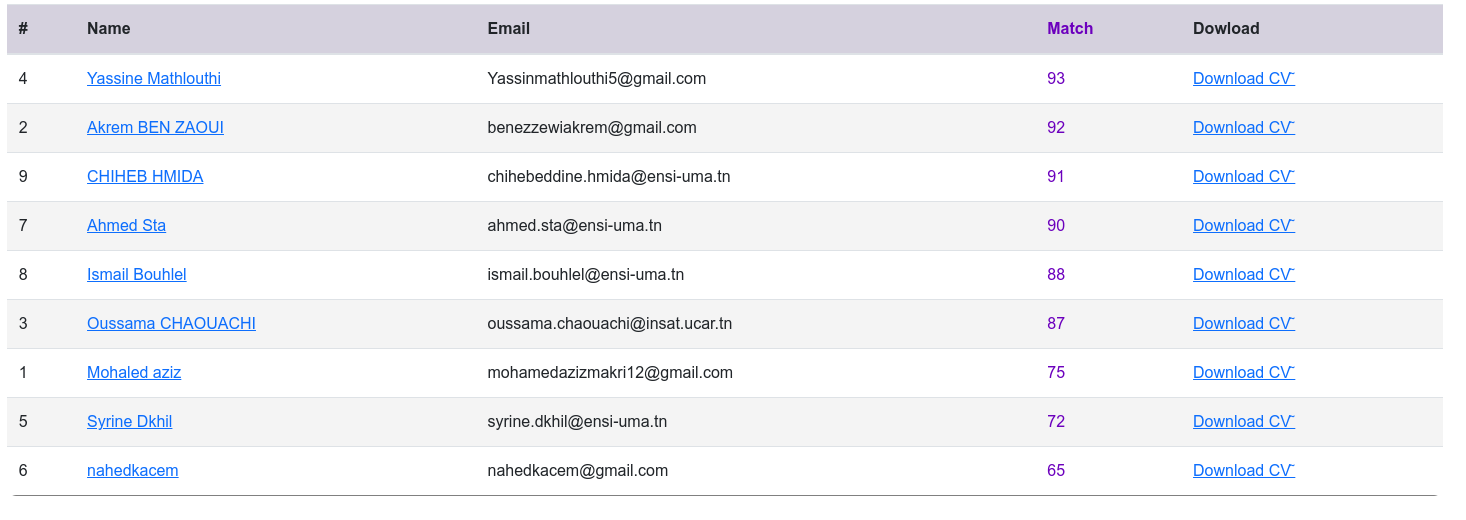 # Name Email Match Dowload
4 Yassine Mathlouthi Yassinmathlouthi5@gmail.com 93 Download CV
2 Akrem BEN ZAOUI benezzewiakrem@gmail.com 92 Download CV
9 CHIHEB HMIDA chihebeddine.hmida@ensi-uma.tn 91 Download CV
7 Ahmed Sta ahmed.sta@ensi-uma.tn 90 Download CV
8 Ismail Bouhlel ismail.bouhlel@ensi-uma.tn 88 Download CV
3 Oussama CHAOUACHI oussama.chaouachi@insat.ucar.tn 87 Download CV
1 Mohaled aziz mohamedazizmakri12@gmail.com 75 Download CV
5 Syrine Dkhil syrine.dkhil@ensi-uma.tn 72 Download CV
6 nahedkacem nahedkacem@gmail.com 65 Download CV